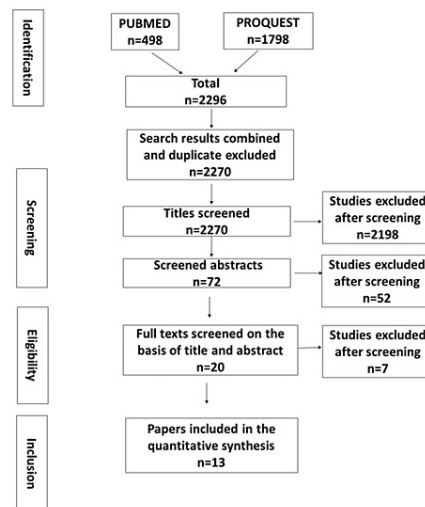 Identification
PUBMED
n=498
PROQUEST
n=1798
Total
n=2296
Search results combined
and duplicate excluded
n=2270
Screening
Titles screened
n=2270
Studies excluded
after screening
n=2198
Screened abstracts
n=72
Studies excluded
after screening
n=52
Eligibility
Full texts screened on the
basis of title and abstract
n=20
Studies excluded
after screening
n=7
Inclusion
Papers included in the
quantitative synthesis
n=13